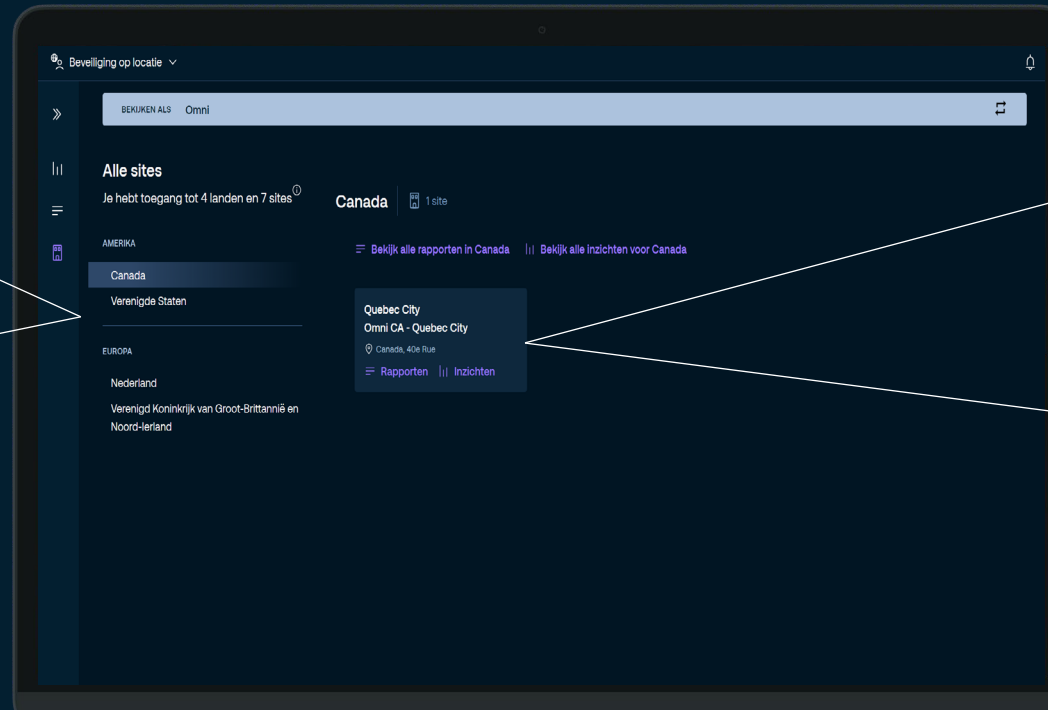 Beveiliging op locatie
BEKIJKEN ALS Omni
Alle sites
Je hebt toegang tot 4 landen en 7 sites
AMERIKA
Canada
Verenigde Staten
EUROPA
Nederland
Verenigd Koninkrijk van Groot-Brittannië en
Noord-Ierland
Canada 1 site
Bekijk alle rapporten in Canada Bekijk alle inzichten voor Canada
Quebec City
Omni CA - Quebec City
Canada, 40e Rue
Rapporten Inzichten